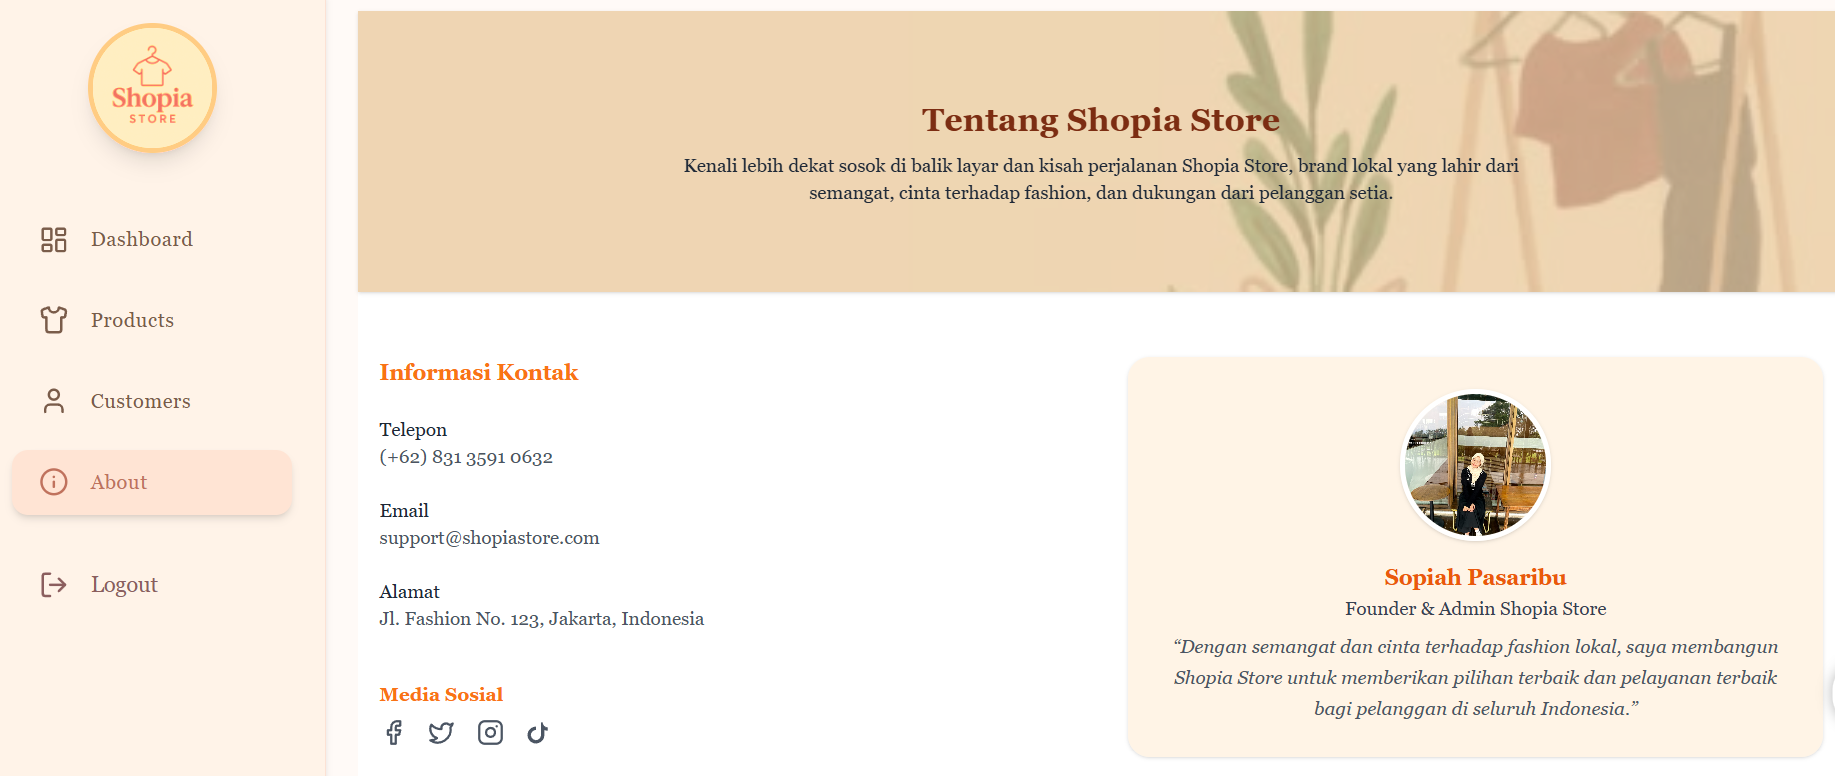 Shopia
STORE
Dashboard
Products
Customers
About
Logout
Tentang Shopia Store
Kenali lebih dekat sosok di balik layar dan kisah perjalanan Shopia Store, brand lokal yang lahir dari
semangat, cinta terhadap fashion, dan dukungan dari pelanggan setia.
Informasi Kontak
Telepon
(+62) 831 3591 0632
Email
support@shopiastore.com
Alamat
Jl. Fashion No. 123, Jakarta, Indonesia
Media Sosial
Sopiah Pasaribu
Founder & Admin Shopia Store
“Dengan semangat dan cinta terhadap fashion lokal, saya membangun
Shopia Store untuk memberikan pilihan terbaik dan pelayanan terbaik
bagi pelanggan di seluruh Indonesia.”